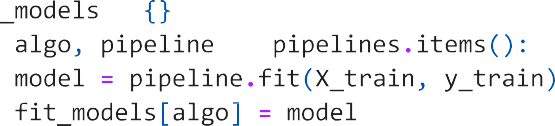 _models {}
algo, pipeline pipelines.items():
model = pipeline.fit(X_train, y_train)
fit_models[algo] = model